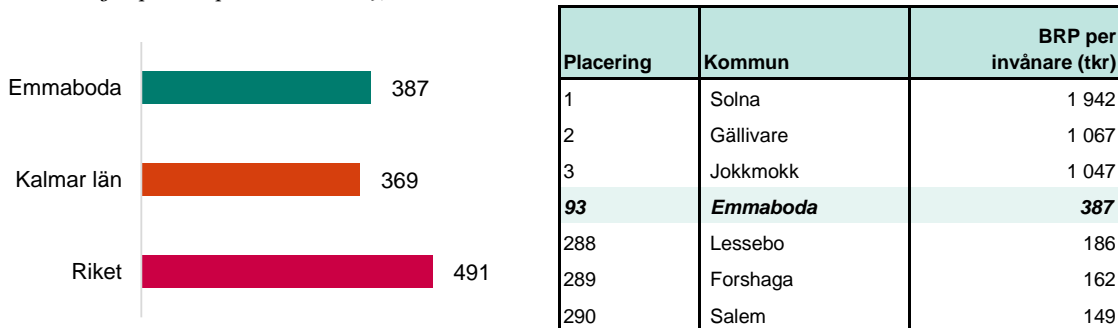 Emmaboda 387
Kalmar län 369
Riket 491
Placering Kommun BRP per invånare (tkr)
1 Solna 1 942
2 Gällivare 1 067
3 Jokkmokk 1 047
93 Emmaboda 387
288 Lessebo 186
289 Forshaga 162
290 Salem 149